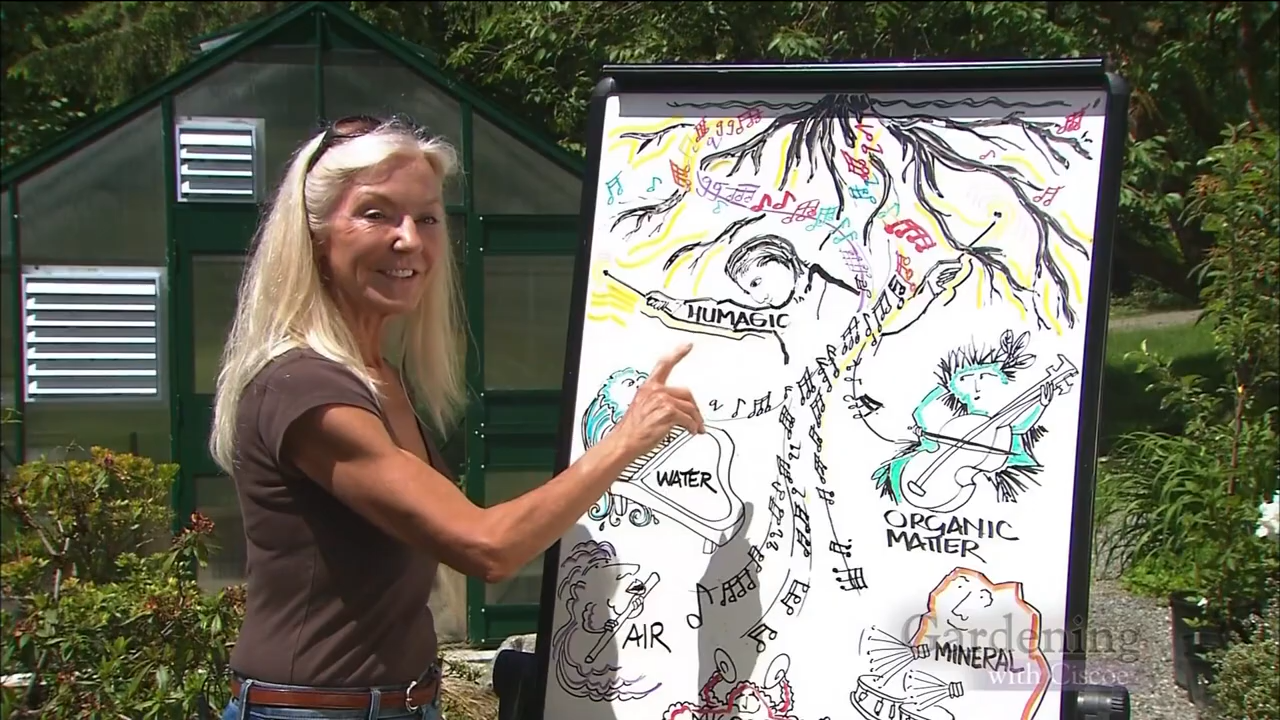 HUMAGIC
WATER
ORGANIC
MATTER
AIR
MINERAL
Gardening
with Ciscoe